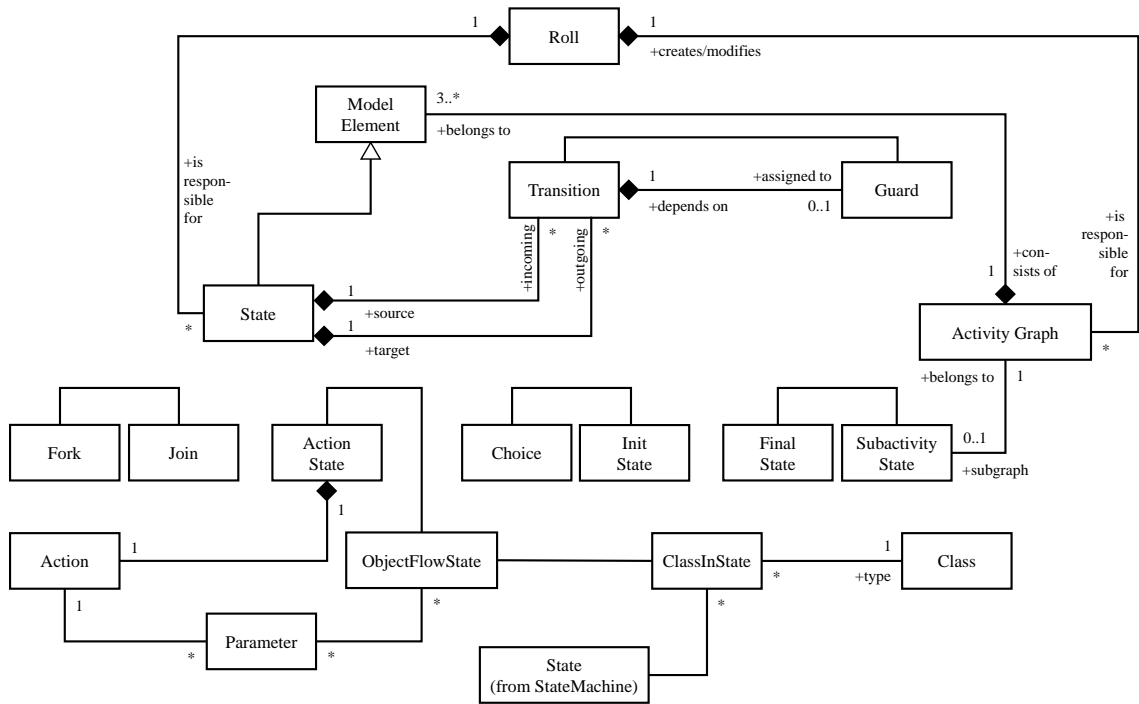 1
Roll
1
+creates/modifies
Model
Element
3..*
+belongs to
+is
respon-
sible
for
Transition
1
+depends on
+assigned to
0..1
Guard
+incoming
*
+outgoing
*
+is
respon-
sible
for
+con-
sists of
1
State
*
1
+source
1
+target
Activity Graph
*
+belongs to
1
Fork
Join
Action
State
1
Choice
Init
State
Final
State
Subactivity
State
0..1
+subgraph
Action
1
1
ObjectFlowState
*
ClassInState
*
*
1
+type
Class
Parameter
*
*
State
(from StateMachine)